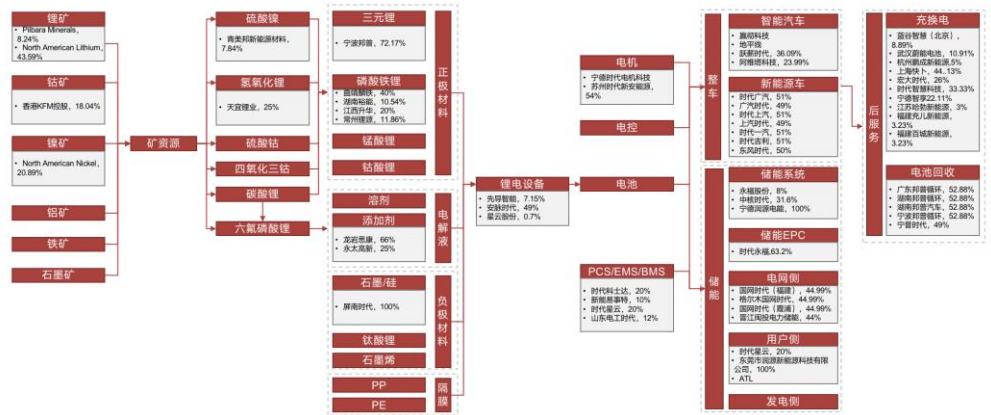 锂矿
• Pilbara Minerals,
8.24%
• North American Lithium,
43.59%
钴矿
• 香港KFM控股，18.04%
镍矿
• North American Nickel,
20.89%
铝矿
铁矿
石墨矿
矿资源
硫酸镍
• 青美邦新能源材料，
7.84%
氢氧化锂
• 天宜锂业，25%
硫酸钴
四氧化三钴
碳酸锂
六氟磷酸锂
三元锂
• 宁波邦普，72.17%
磷酸铁锂
• 曲靖麟铁，40%
• 湖南裕能，10.54%
• 江西升华，20%
• 常州锂源，11.86%
锰酸锂
钴酸锂
正极材料
溶剂
添加剂
• 龙岩思康，66%
• 永太高新，25%
电解液
石墨/硅
• 屏南时代，100%
钛酸锂
石墨烯
负极材料
PP
PE
隔膜
锂电设备
• 先导智能，7.15%
• 安脉时代，49%
• 星云股份，0.7%
电机
• 宁德时代电机科技
• 苏州时代新安能源，
54%
电控
电池
PCS/EMS/BMS
• 时代科士达，20%
• 新能易事特，10%
• 时代星云，20%
• 山东电工时代，12%
整车
智能汽车
• 赢彻科技
• 地平线
• 跃薪时代，36.09%
• 阿维塔科技，23.99%
新能源车
• 时代广汽，51%
• 广汽时代，49%
• 时代上汽，51%
• 上汽时代，49%
• 时代一汽，51%
• 时代吉利，51%
• 东风时代，50%
储能
储能系统
• 永福股份，8%
• 中核时代，31.6%
• 宁德润源电能，100%
储能EPC
• 时代永福,63.2%
电网侧
• 国网时代（福建），44.99%
• 格尔木国网时代，44.99%
• 国网时代（霞浦），44.99%
• 晋江闽投电力储能，44%
用户侧
• 时代星云，20%
• 东莞市润源新能源科技有限
公司，100%
• ATL
发电侧
后服务
充换电
• 蓝谷智慧（北京），
8.89%
• 武汉蔚能电池，10.91%
• 杭州鹏成新能源,5%
• 上海快卜，44.13%
• 宏大时代，26%
• 时代智慧科技，33.33%
• 宁德智享22.11%
• 江苏哈勃新能源，3%
• 福建充儿新能源，
3.23%
• 福建百城新能源，
3.23%
电池回收
• 广东邦普循环，52.88%
• 湖南邦普循环，52.88%
• 湖南邦普汽车，52.88%
• 宁波邦普循环，52.88%
• 宁普时代，49%